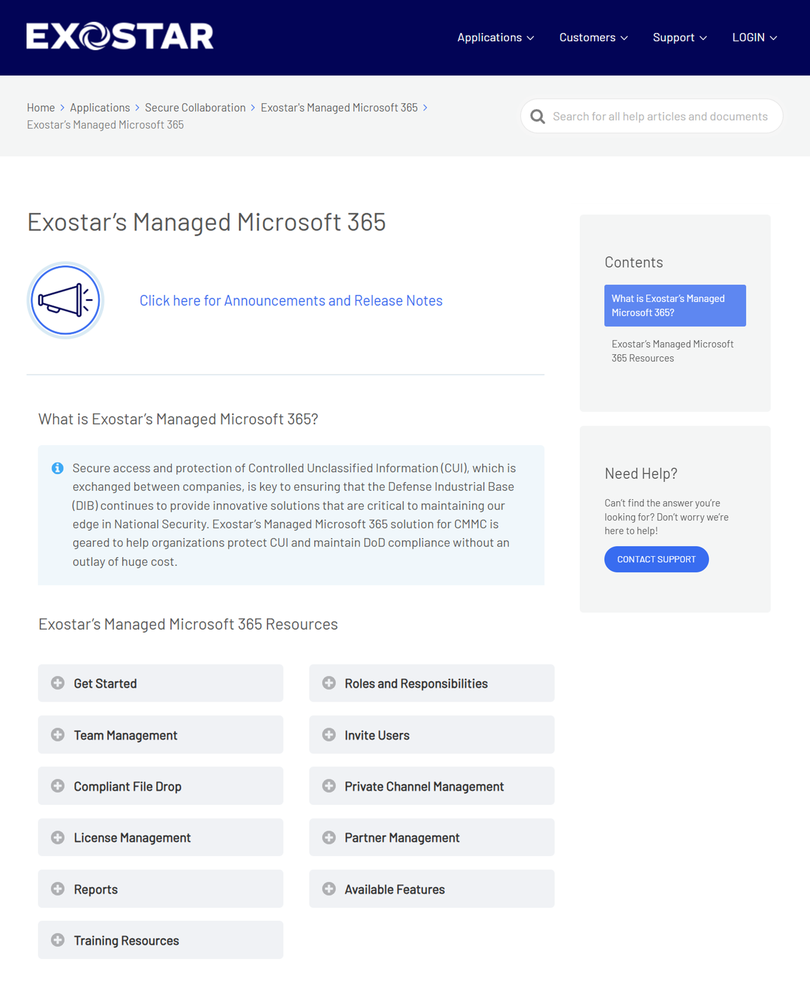 EXOSTAR
Applications
Customers
Support
LOGIN
Home > Applications > Secure Collaboration > Exostar's Managed Microsoft 365 >
Exostar’s Managed Microsoft 365
Search for all help articles and documents
Exostar’s Managed Microsoft 365
Click here for Announcements and Release Notes
What is Exostar’s Managed Microsoft 365?
Secure access and protection of Controlled Unclassified Information (CUI), which is
exchanged between companies, is key to ensuring that the Defense Industrial Base
(DIB) continues to provide innovative solutions that are critical to maintaining our
edge in National Security. Exostar’s Managed Microsoft 365 solution for CMMC is
geared to help organizations protect CUI and maintain DoD compliance without an
outlay of huge cost.
Exostar’s Managed Microsoft 365 Resources
Get Started
Roles and Responsibilities
Team Management
Invite Users
Compliant File Drop
Private Channel Management
License Management
Partner Management
Reports
Available Features
Training Resources
Contents
What is Exostar’s Managed
Microsoft 365?
Exostar’s Managed Microsoft
365 Resources
Need Help?
Can’t find the answer you’re
looking for? Don’t worry we’re
here to help!
CONTACT SUPPORT